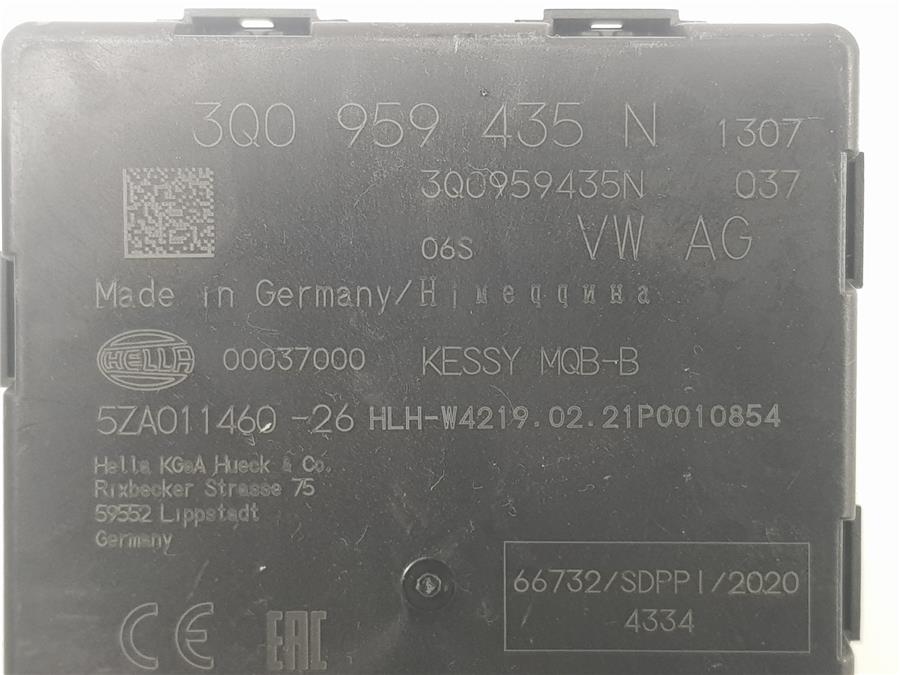 3Q0 959 435 N 1307
3Q0959435N 037
06S VW AG
Made in Germany/Німеччина
HELLA 00037000 KESSY MQB-B
5ZA011460 -26 HLH-W4219.02.21P0010854
Hella KGaA Hueck & Co.
Rixbecker Strasse 75
59552 Lippstadt
Germany
66732/SDPPI/2020
4334
CE EAC